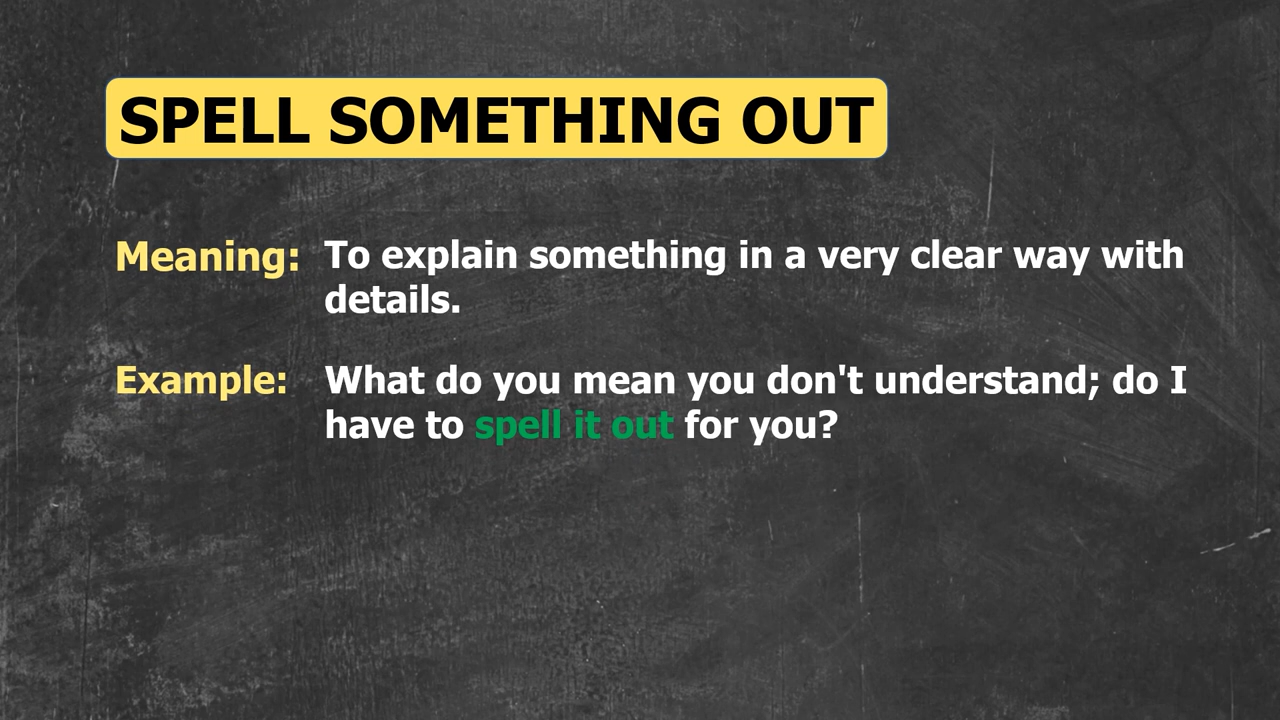 SPELL SOMETHING OUT
Meaning: To explain something in a very clear way with
details.
Example: What do you mean you don't understand; do I
have to spell it out for you?